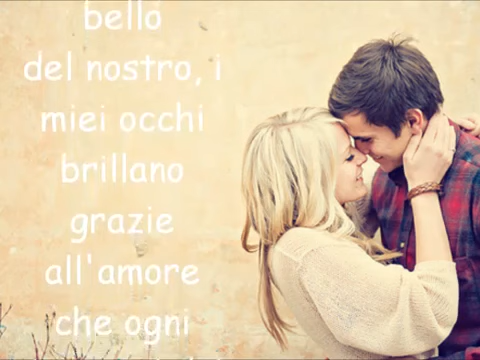 bello
del nostro, i
miei occhi
brillano
grazie
all'amore
che ogni